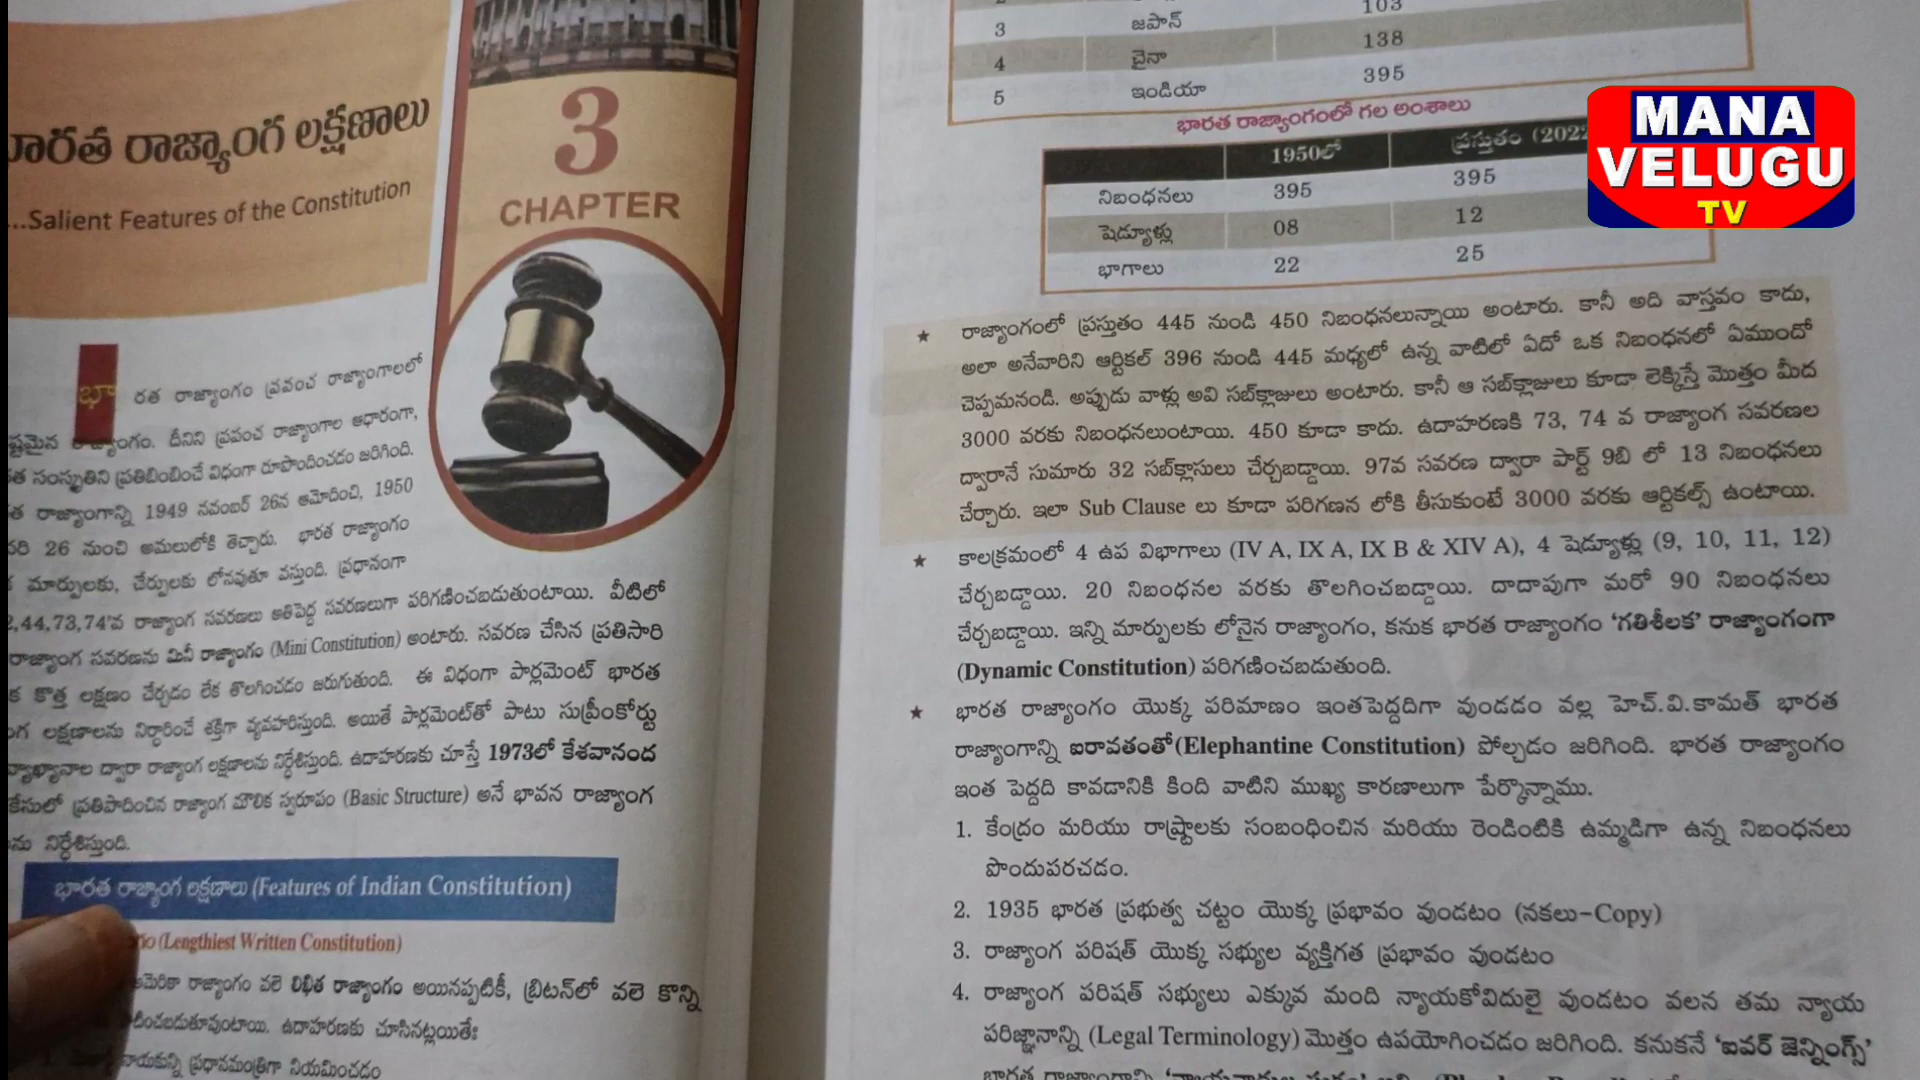 భారత రాజ్యాంగ లక్షణాలు
...Salient Features of the Constitution
3
CHAPTER
భా
రత రాజ్యాంగం ప్రపంచ రాజ్యాంగాలలో
రాజ్యాంగం. దీనిని ప్రపంచ రాజ్యాంగాల ఆధారంగా,
సంస్కృతిని ప్రతిబింబించే విధంగా రూపొందించడం జరిగింది.
రాజ్యాంగాన్ని 1949 నవంబర్ 26న ఆమోదించి, 1950
26 నుంచి అమలులోకి తెచ్చారు. భారత రాజ్యాంగం
మార్పులకు, చేర్పులకు లోనవుతూ వస్తుంది. ప్రధానంగా
,44,73,74'వ రాజ్యాంగ సవరణలు అతిపెద్ద సవరణలుగా పరిగణించబడుతుంటాయి. వీటిలో
రాజ్యాంగ సవరణను మినీ రాజ్యాంగం (Mini Constitution) అంటారు. సవరణ చేసిన ప్రతిసారి
కొత్త లక్షణం చేర్చడం లేక తొలగించడం జరుగుతుంది. ఈ విధంగా పార్లమెంట్ భారత
లక్షణాలను నిర్ధారించే శక్తిగా వ్యవహరిస్తుంది. అయితే పార్లమెంట్‌తో పాటు సుప్రీంకోర్టు
వ్యాఖ్యానాల ద్వారా రాజ్యాంగ లక్షణాలను నిర్దేశిస్తుంది. ఉదాహరణకు చూస్తే 1973లో కేశవానంద
కేసులో ప్రతిపాదించిన రాజ్యాంగ మౌలిక స్వరూపం (Basic Structure) అనే భావన రాజ్యాంగ
నిర్దేశిస్తుంది.
భారత రాజ్యాంగ లక్షణాలు (Features of Indian Constitution)
(Lengthiest Written Constitution)
అమెరికా రాజ్యాంగం వలె లిఖిత రాజ్యాంగం అయినప్పటికీ, బ్రిటన్‌లో వలె కొన్ని
ఉదాహరణకు చూసినట్లయితే:
ప్రధానమంత్రిగా నియమించడం
3 జపాన్ 103
4 చైనా 138
5 ఇండియా 395
భారత రాజ్యాంగంలో గల అంశాలు
1950లో ప్రస్తుతం (2022
నిబంధనలు 395 395
షెడ్యూళ్లు 08 12
భాగాలు 22 25
★ రాజ్యాంగంలో ప్రస్తుతం 445 నుండి 450 నిబంధనలున్నాయి అంటారు. కానీ అది వాస్తవం కాదు,
అలా అనేవారిని ఆర్టికల్ 396 నుండి 445 మధ్యలో ఉన్న వాటిలో ఏదో ఒక నిబంధనలో ఏముందో
చెప్పమనండి. అప్పుడు వాళ్లు అవి సబ్‌క్లాజులు అంటారు. కానీ ఆ సబ్‌క్లాజులు కూడా లెక్కిస్తే మొత్తం మీద
3000 వరకు నిబంధనలుంటాయి. 450 కూడా కాదు. ఉదాహరణకి 73, 74 వ రాజ్యాంగ సవరణల
ద్వారానే సుమారు 32 సబ్‌క్లాసులు చేర్చబడ్డాయి. 97వ సవరణ ద్వారా పార్ట్ 9బి లో 13 నిబంధనలు
చేర్చారు. ఇలా Sub Clause లు కూడా పరిగణన లోకి తీసుకుంటే 3000 వరకు ఆర్టికల్స్ ఉంటాయి.
★ కాలక్రమంలో 4 ఉప విభాగాలు (IV A, IX A, IX B & XIV A), 4 షెడ్యూళ్లు (9, 10, 11, 12)
చేర్చబడ్డాయి. 20 నిబంధనల వరకు తొలగించబడ్డాయి. దాదాపుగా మరో 90 నిబంధనలు
చేర్చబడ్డాయి. ఇన్ని మార్పులకు లోనైన రాజ్యాంగం, కనుక భారత రాజ్యాంగం ‘గతిశీలక’ రాజ్యాంగంగా
(Dynamic Constitution) పరిగణించబడుతుంది.
★ భారత రాజ్యాంగం యొక్క పరిమాణం ఇంతపెద్దదిగా వుండడం వల్ల హెచ్.వి.కామత్ భారత
రాజ్యాంగాన్ని ఐరావతంతో(Elephantine Constitution) పోల్చడం జరిగింది. భారత రాజ్యాంగం
ఇంత పెద్దది కావడానికి కింది వాటిని ముఖ్య కారణాలుగా పేర్కొన్నాము.
1. కేంద్రం మరియు రాష్ట్రాలకు సంబంధించిన మరియు రెండింటికి ఉమ్మడిగా ఉన్న నిబంధనలు
పొందుపరచడం.
2. 1935 భారత ప్రభుత్వ చట్టం యొక్క ప్రభావం వుండటం (నకలు-Copy)
3. రాజ్యాంగ పరిషత్ యొక్క సభ్యుల వ్యక్తిగత ప్రభావం వుండటం
4. రాజ్యాంగ పరిషత్ సభ్యులు ఎక్కువ మంది న్యాయకోవిదులై వుండటం వలన తమ న్యాయ
పరిజ్ఞానాన్ని (Legal Terminology) మొత్తం ఉపయోగించడం జరిగింది. కనుకనే ‘ఐవర్ జెన్నింగ్స్’
MANA
VELUGU
TV